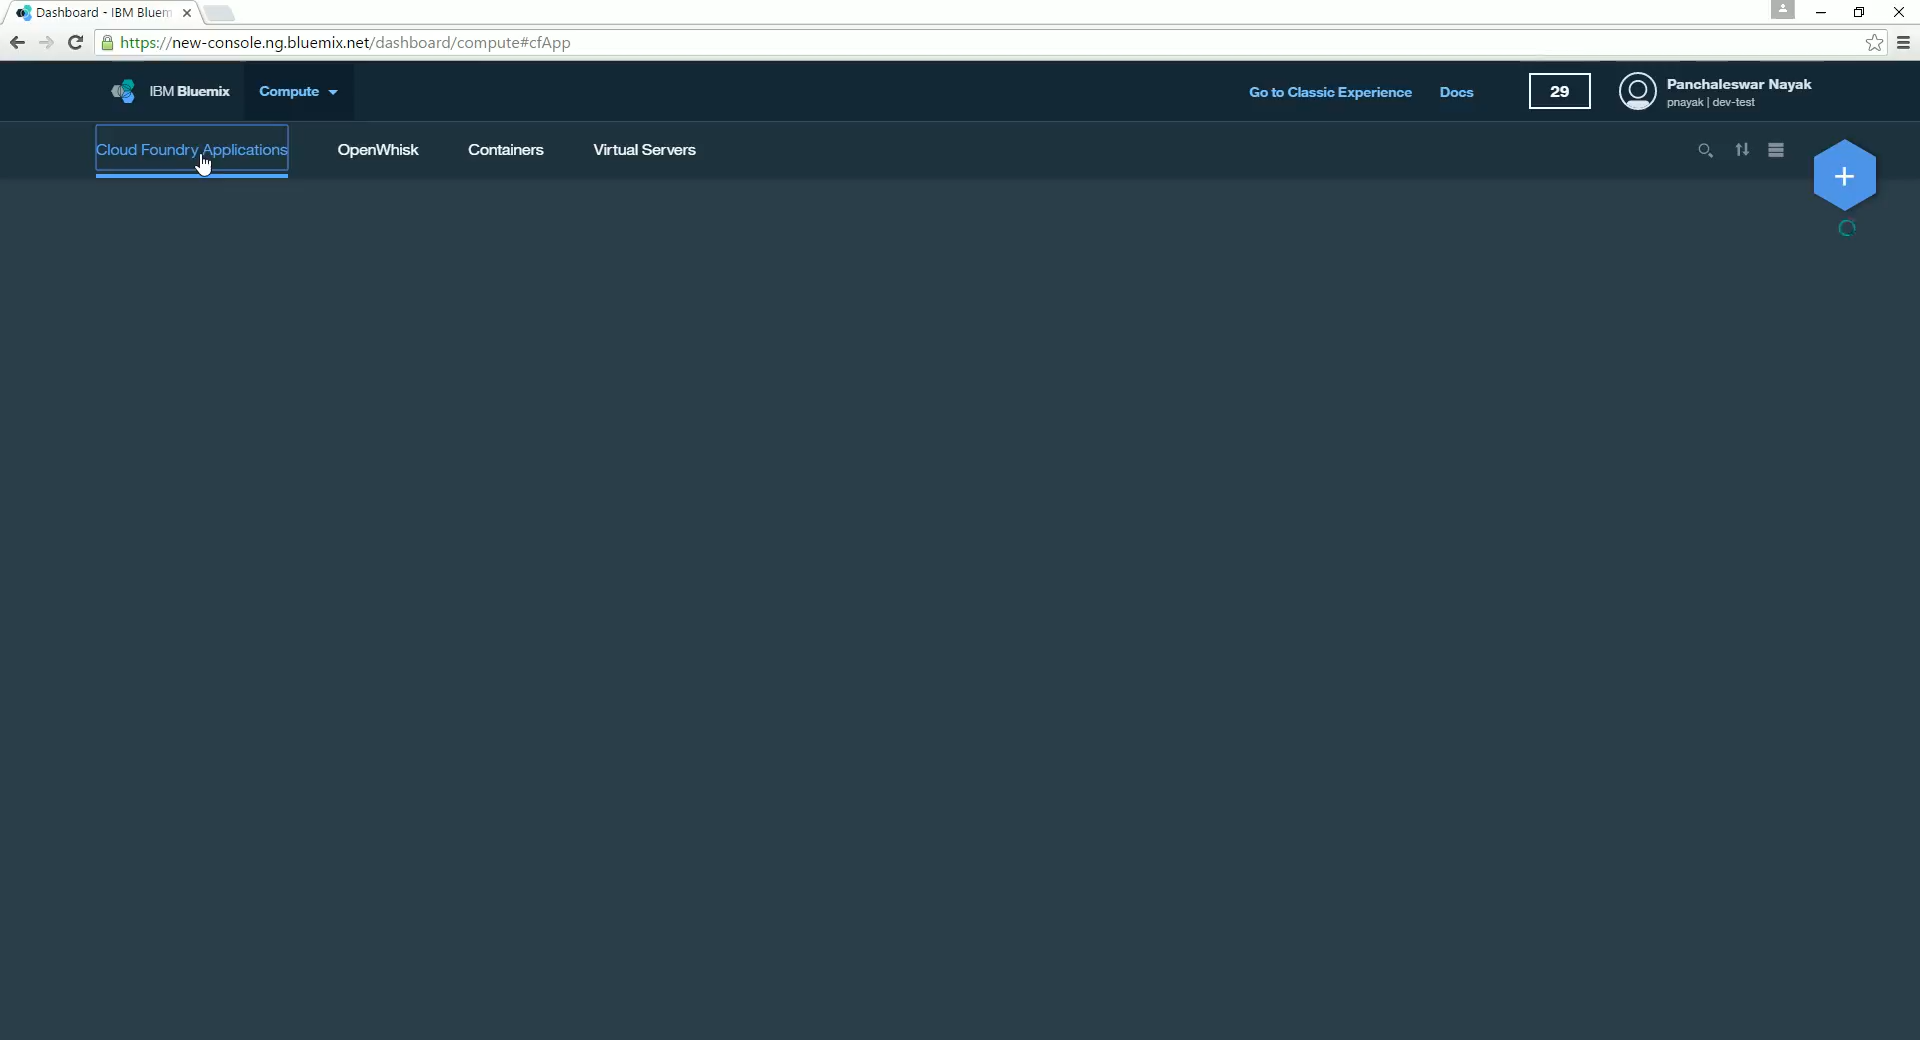 Dashboard - IBM Bluem
https://new-console.ng.bluemix.net/dashboard/compute#cfApp
IBM Bluemix Compute Go to Classic Experience Docs 29 Panchaleswar Nayak
pnayak | dev-test
Cloud Foundry Applications OpenWhisk Containers Virtual Servers
+